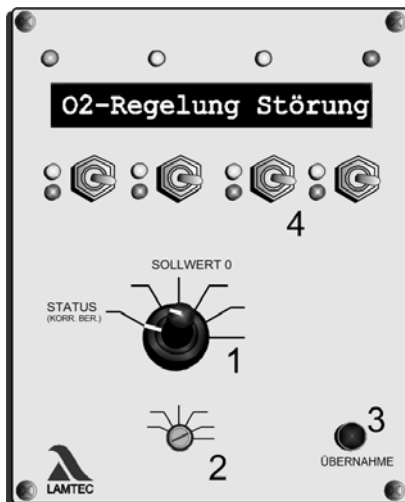 O2-Regelung Störung
4
SOLLWERT 0
STATUS
(KORR. BER.)
1
3
2
ÜBERNAHME
LAMTEC